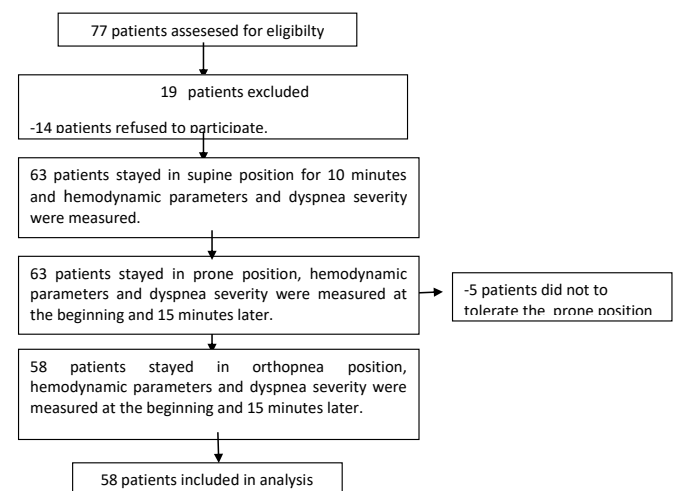 77 patients assesesed for eligibilty
19 patients excluded
-14 patients refused to participate.
63 patients stayed in supine position for 10 minutes
and hemodynamic parameters and dyspnea severity
were measured.
63 patients stayed in prone position, hemodynamic
parameters and dyspnea severity were measured at
the beginning and 15 minutes later.
-5 patients did not to
tolerate the prone position
58 patients stayed in orthopnea position,
hemodynamic parameters and dyspnea severity were
measured at the beginning and 15 minutes later.
58 patients included in analysis